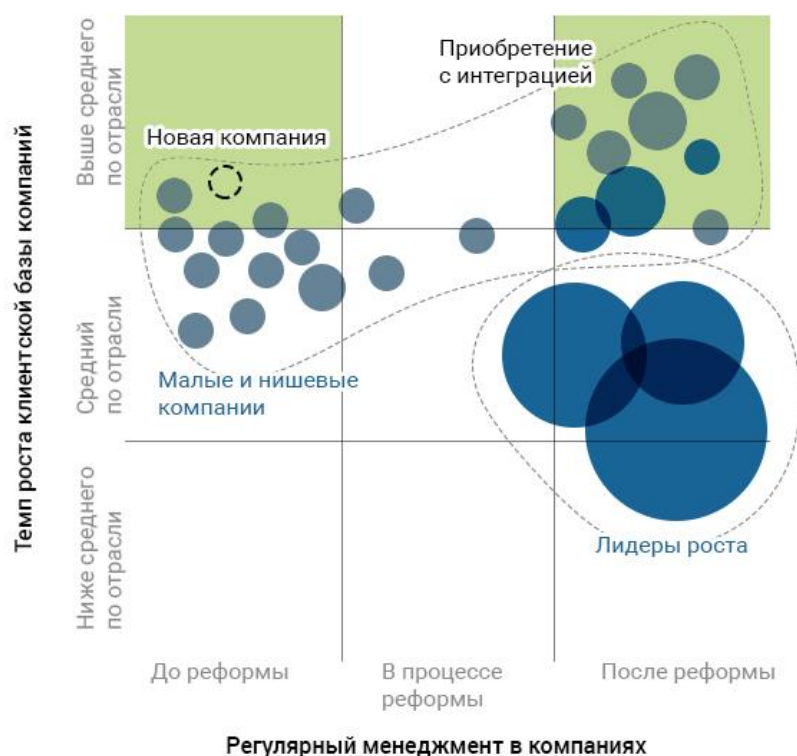 Темп роста клиентской базы компаний
Выше среднего
по отрасли
Средний
по отрасли
Ниже среднего
по отрасли
Приобретение
с интеграцией
Новая компания
Малые и нишевые
компании
Лидеры роста
До реформы
В процессе
реформы
После реформы
Регулярный менеджмент в компаниях